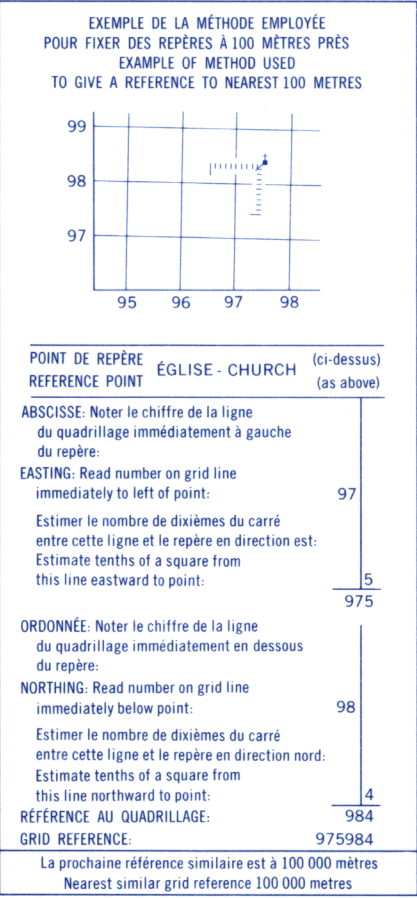 EXEMPLE DE LA MÉTHODE EMPLOYÉE
POUR FIXER DES REPÈRES À 100 MÈTRES PRÈS
EXAMPLE OF METHOD USED
TO GIVE A REFERENCE TO NEAREST 100 METRES
99
98
97
95 96 97 98
POINT DE REPÈRE
REFERENCE POINT
ÉGLISE - CHURCH
(ci-dessus)
(as above)
ABSCISSE: Noter le chiffre de la ligne
du quadrillage immédiatement à gauche
du repère:
EASTING: Read number on grid line
immediately to left of point: 97
Estimer le nombre de dixièmes du carré
entre cette ligne et le repère en direction est:
Estimate tenths of a square from
this line eastward to point: 5
975
ORDONNÉE: Noter le chiffre de la ligne
du quadrillage immédiatement en dessous
du repère:
NORTHING: Read number on grid line
immediately below point: 98
Estimer le nombre de dixièmes du carré
entre cette ligne et le repère en direction nord:
Estimate tenths of a square from
this line northward to point: 4
RÉFÉRENCE AU QUADRILLAGE: 984
GRID REFERENCE: 975984
La prochaine référence similaire est à 100 000 mètres
Nearest similar grid reference 100 000 metres